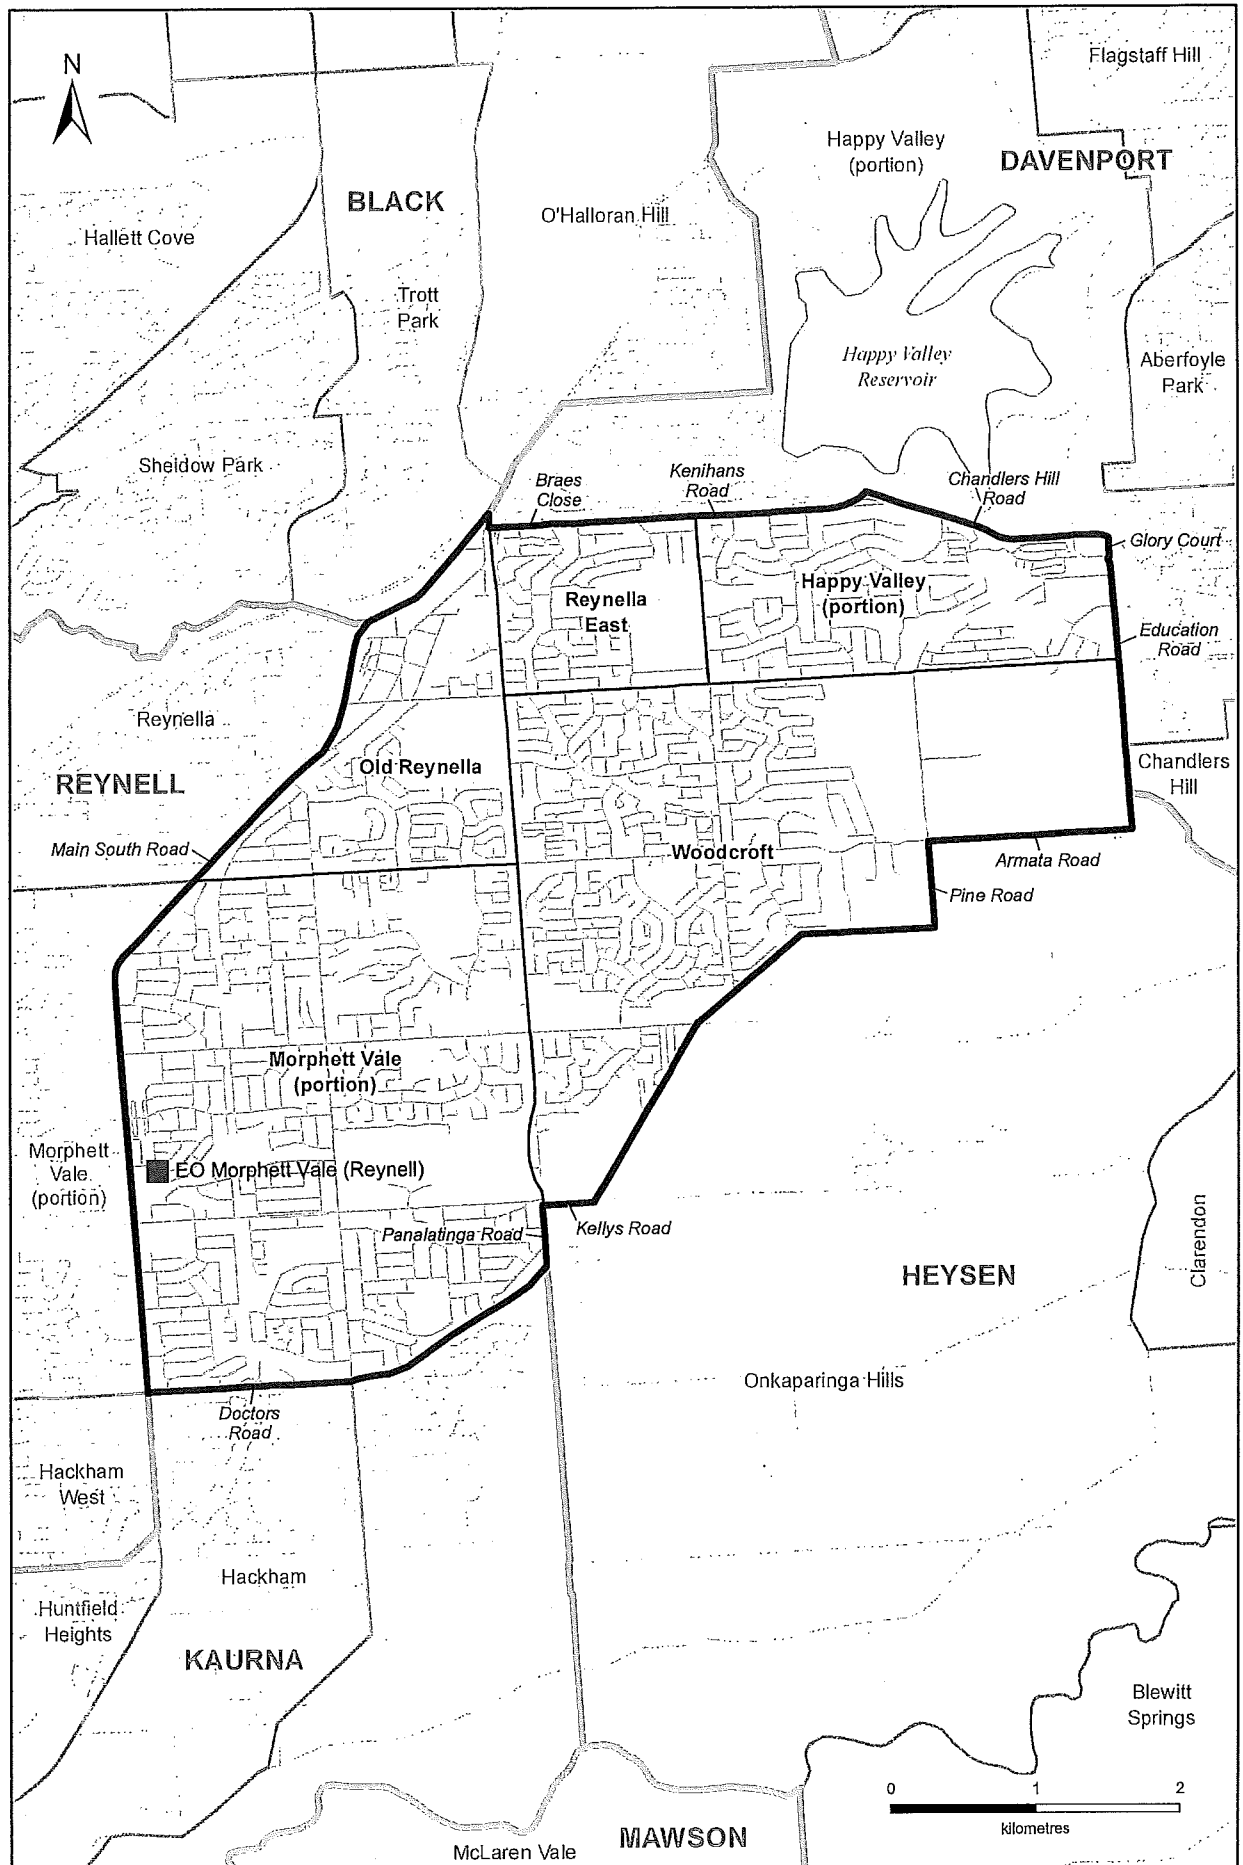 N
Flagstaff Hill
Happy Valley
(portion)
DAVENPORT
BLACK
O'Halloran Hill
Hallett Cove
Trott
Park
Happy Valley
Reservoir
Aberfoyle
Park
Sheidow Park
Braes
Close
Kenihans
Road
Chandlers Hill
Road
Glory Court
Reynella
East
Happy Valley
(portion)
Education
Road
Reynella
Old Reynella
REYNELL
Chandlers
Hill
Main South Road
Woodcroft
Armata Road
Pine Road
Morphett Vale
(portion)
Morphett
Vale
(portion)
EO Morphett Vale (Reynell)
Panalatinga Road
Kellys Road
Clarendon
HEYSEN
Onkaparinga Hills
Doctors
Road
Hackham
West
Hackham
Huntfield
Heights
KAURNA
Blewitt
Springs
0 1 2
kilometres
McLaren Vale
MAWSON